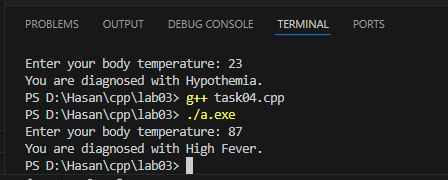 PROBLEMS OUTPUT DEBUG CONSOLE TERMINAL PORTS
Enter your body temperature: 23
You are diagnosed with Hypothemia.
PS D:\Hasan\cpp\lab03> g++ task04.cpp
PS D:\Hasan\cpp\lab03> ./a.exe
Enter your body temperature: 87
You are diagnosed with High Fever.
PS D:\Hasan\cpp\lab03>